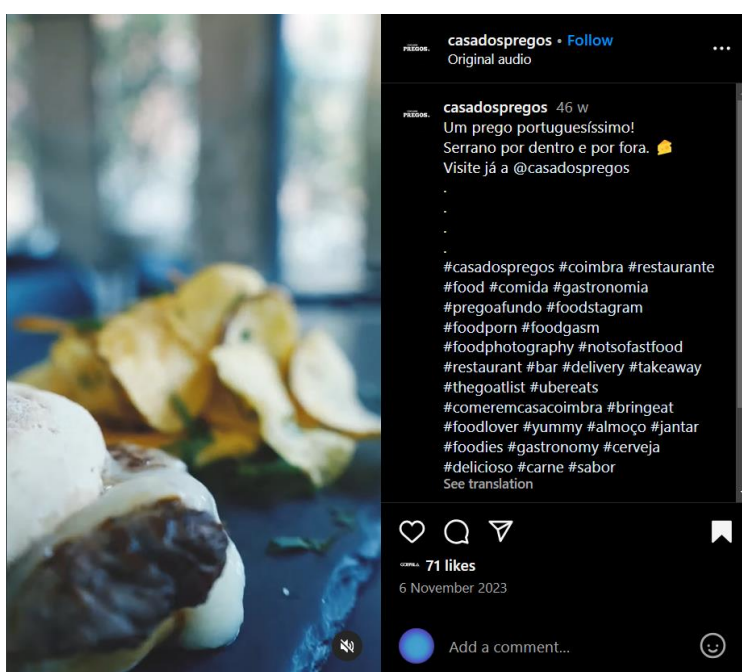 casadospregos • Follow
Original audio
PREGOS.
casadospregos 46 w
PREGOS.
Um prego portuguesíssimo!
Serrano por dentro e por fora. 🧀
Visite já a @casadospregos
.
.
.
.
#casadospregos #coimbra #restaurante
#food #comida #gastronomia
#pregoafundo #foodstagram
#foodporn #foodgasm
#foodphotography #notsofastfood
#restaurant #bar #delivery #takeaway
#thegoatlist #ubereats
#comeremcasacoimbra #bringeat
#foodlover #yummy #almoço #jantar
#foodies #gastronomy #cerveja
#delicioso #carne #sabor
See translation
71 likes
6 November 2023
Add a comment...